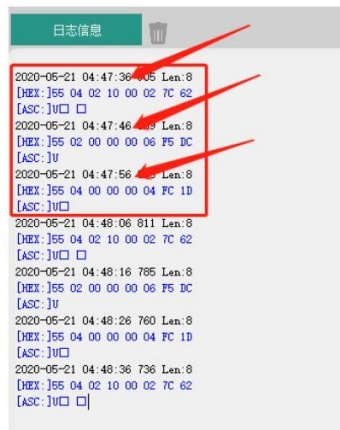 日志信息
2020-05-21 04:47:36 Len:8
[HEX:]55 04 02 10 00 02 7C 62
[ASC:]U□ □
2020-05-21 04:47:46 Len:8
[HEX:]55 02 00 00 00 06 F5 DC
[ASC:]U
2020-05-21 04:47:56 Len:8
[HEX:]55 04 00 00 00 04 FC 1D
[ASC:]U□
2020-05-21 04:48:06 811 Len:8
[HEX:]55 04 02 10 00 02 7C 62
[ASC:]U□ □
2020-05-21 04:48:16 785 Len:8
[HEX:]55 02 00 00 00 06 F5 DC
[ASC:]U
2020-05-21 04:48:26 760 Len:8
[HEX:]55 04 00 00 00 04 FC 1D
[ASC:]U□
2020-05-21 04:48:36 736 Len:8
[HEX:]55 04 02 10 00 02 7C 62
[ASC:]U□ □